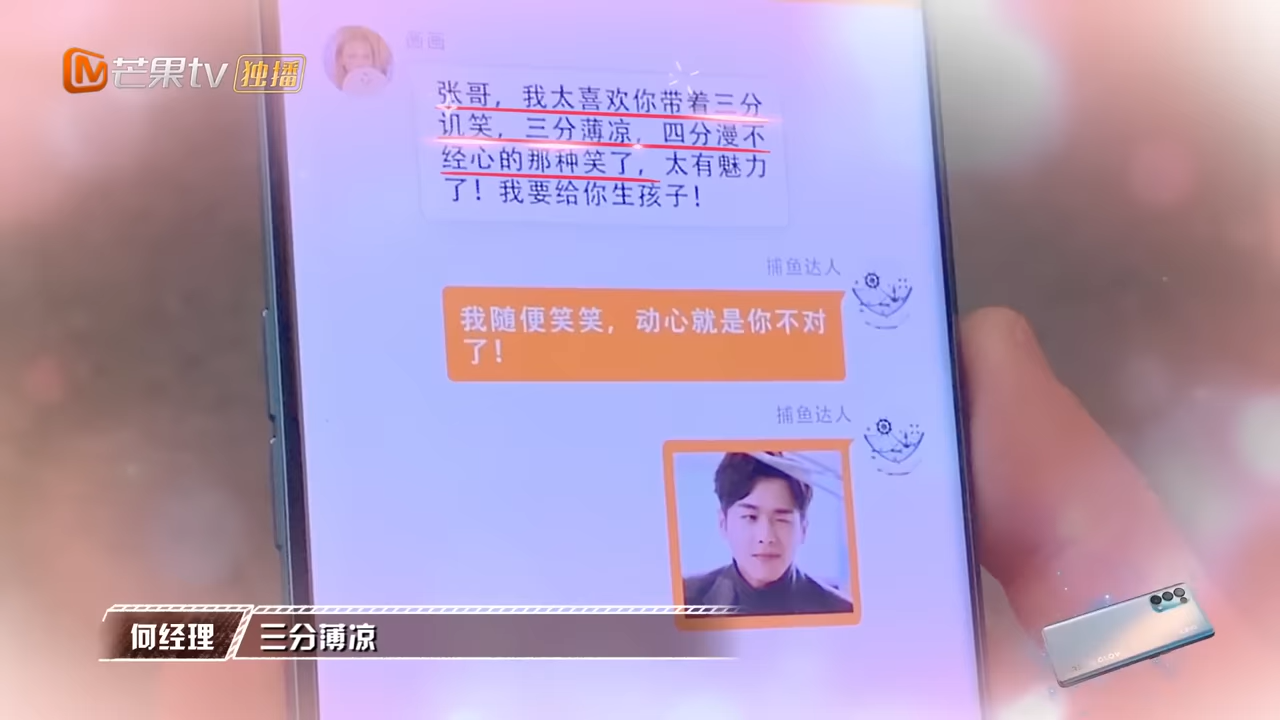 芒果tv 独播
画画
张哥，我太喜欢你带着三分
讥笑，三分薄凉，四分漫不
经心的那种笑了，太有魅力
了！我要给你生孩子！
捕鱼达人
我随便笑笑，动心就是你不对
了！
捕鱼达人
何经理 三分薄凉